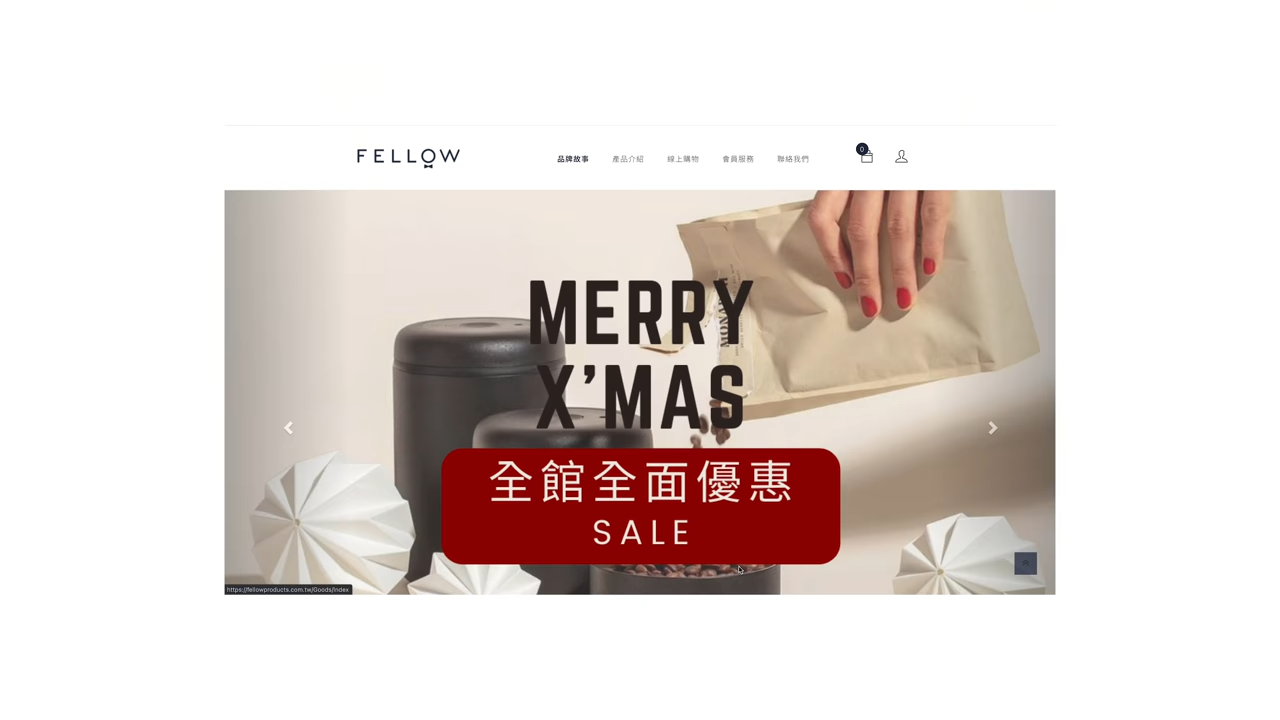 FELLOW
品牌故事 產品介紹 線上購物 會員服務 聯絡我們
0
MERRY
X'MAS
全館全面優惠
SALE
https://fellowproducts.com.tw/Goods/Index